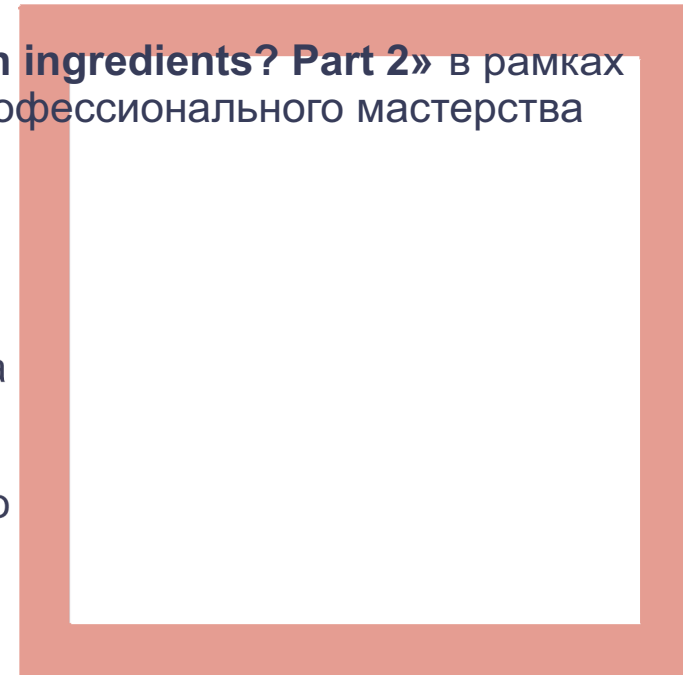 n ingredients? Part 2» в рамках
офессионального мастерства
а
о